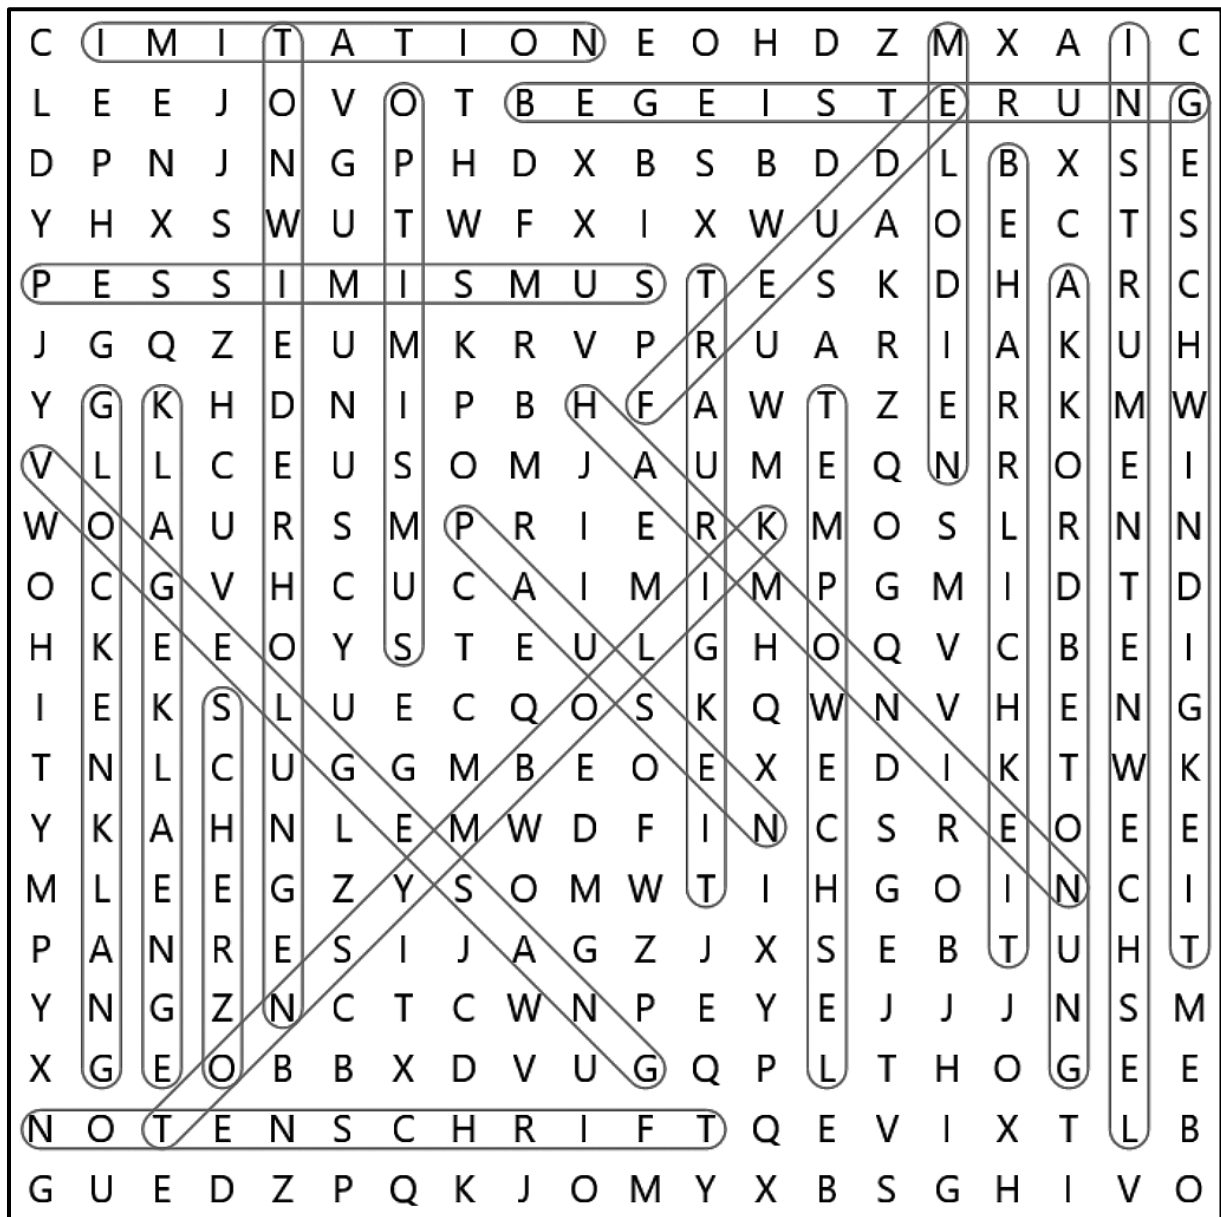 C I M I T A T I O N E O H D Z M X A I C
L E E J O V O T B E G E I S T E R U N G
D P N J N G P H D X B S B D D L B X S E
Y H X S W U T W F X I X W U A O E C T S
P E S S I M I S M U S T E S K D H A R C
J G Q Z E U M K R V P R U A R I A K U H
Y G K H D N I P B H F A W T Z E R K M W
V L L C E U S O M J A U M E Q N R O E I
W O A U R S M P R I E R K M O S L R N N
O C G V H C U C A I M I M P G M I D T D
H K E E O Y S T E U L G H O Q V C B E I
I E K S L U E C Q O S K Q W N V H E N G
T N L C U G G M B E O E X E D I K T W K
Y K A H N L E M W D F I N C S R E O E E
M L E E G Z Y S O M W T I H G O I N C I
P A N R E S I J A G Z J X S E B T U H T
Y N G Z N C T C W N P E Y E J J J N S M
X G E O B B X D V U G Q P L T H O G E E
N O T E N S C H R I F T Q E V I X T L B
G U E D Z P Q K J O M Y X B S G H I V O